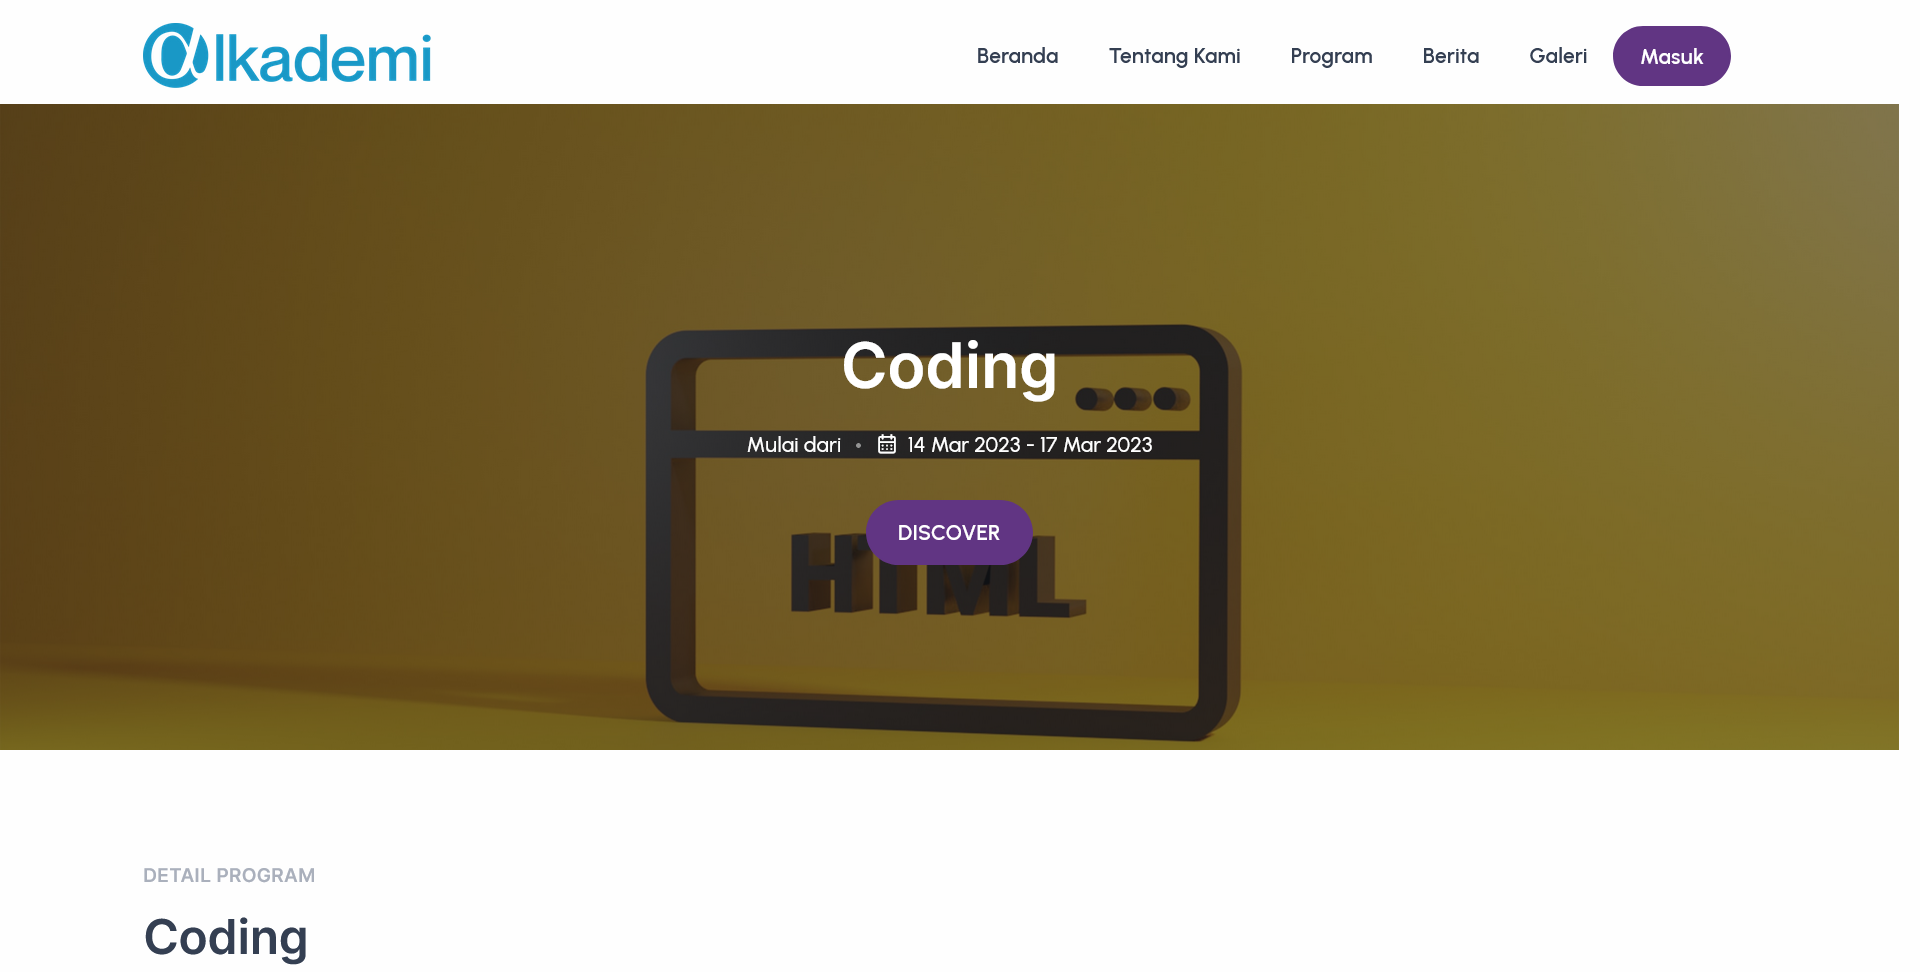 @lkademi
Beranda Tentang Kami Program Berita Galeri Masuk
Coding
Mulai dari • 14 Mar 2023 - 17 Mar 2023
DISCOVER
HTML
DETAIL PROGRAM
Coding